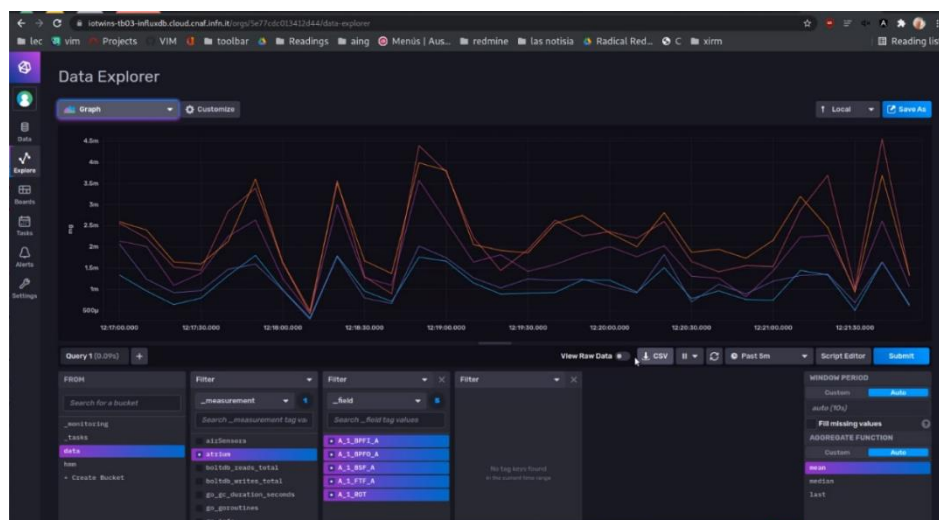 iotwins-tb03-influxdb.cloud.cnaf.infn.it/orgs/5e77cdc013412d44/data-explorer
lec vim Projects VIM toolbar Readings aing Menús | Aus... redmine las notisia Radical Red... C xirm Reading lis
Data Explorer
Graph Customize Local Save As
Data
Explore
Boards
Tasks
Alerts
Settings
4.5m
4m
3.5m
3m
2.5m
2m
1.5m
1m
500µ
mg
12:17:00.000 12:17:30.000 12:18:00.000 12:18:30.000 12:19:00.000 12:19:30.000 12:20:00.000 12:20:30.000 12:21:00.000 12:21:30.000
Query 1 (0.09s) + View Raw Data CSV Past 5m Script Editor Submit
FROM Filter Filter Filter WINDOW PERIOD
Custom Auto
Search for a bucket _measurement 1 _field 5 auto (10s)
_monitoring Search _measurement tag va Search _field tag values Fill missing values
_tasks airSensors A_1_BPFI_A AGGREGATE FUNCTION
data atrium A_1_BPFO_A Custom Auto
boltdb_reads_total A_1_BSF_A No tag keys found mean
+ Create Bucket boltdb_writes_total A_1_FTF_A in the current time range median
go_gc_duration_seconds A_1_ROT last
go_goroutines